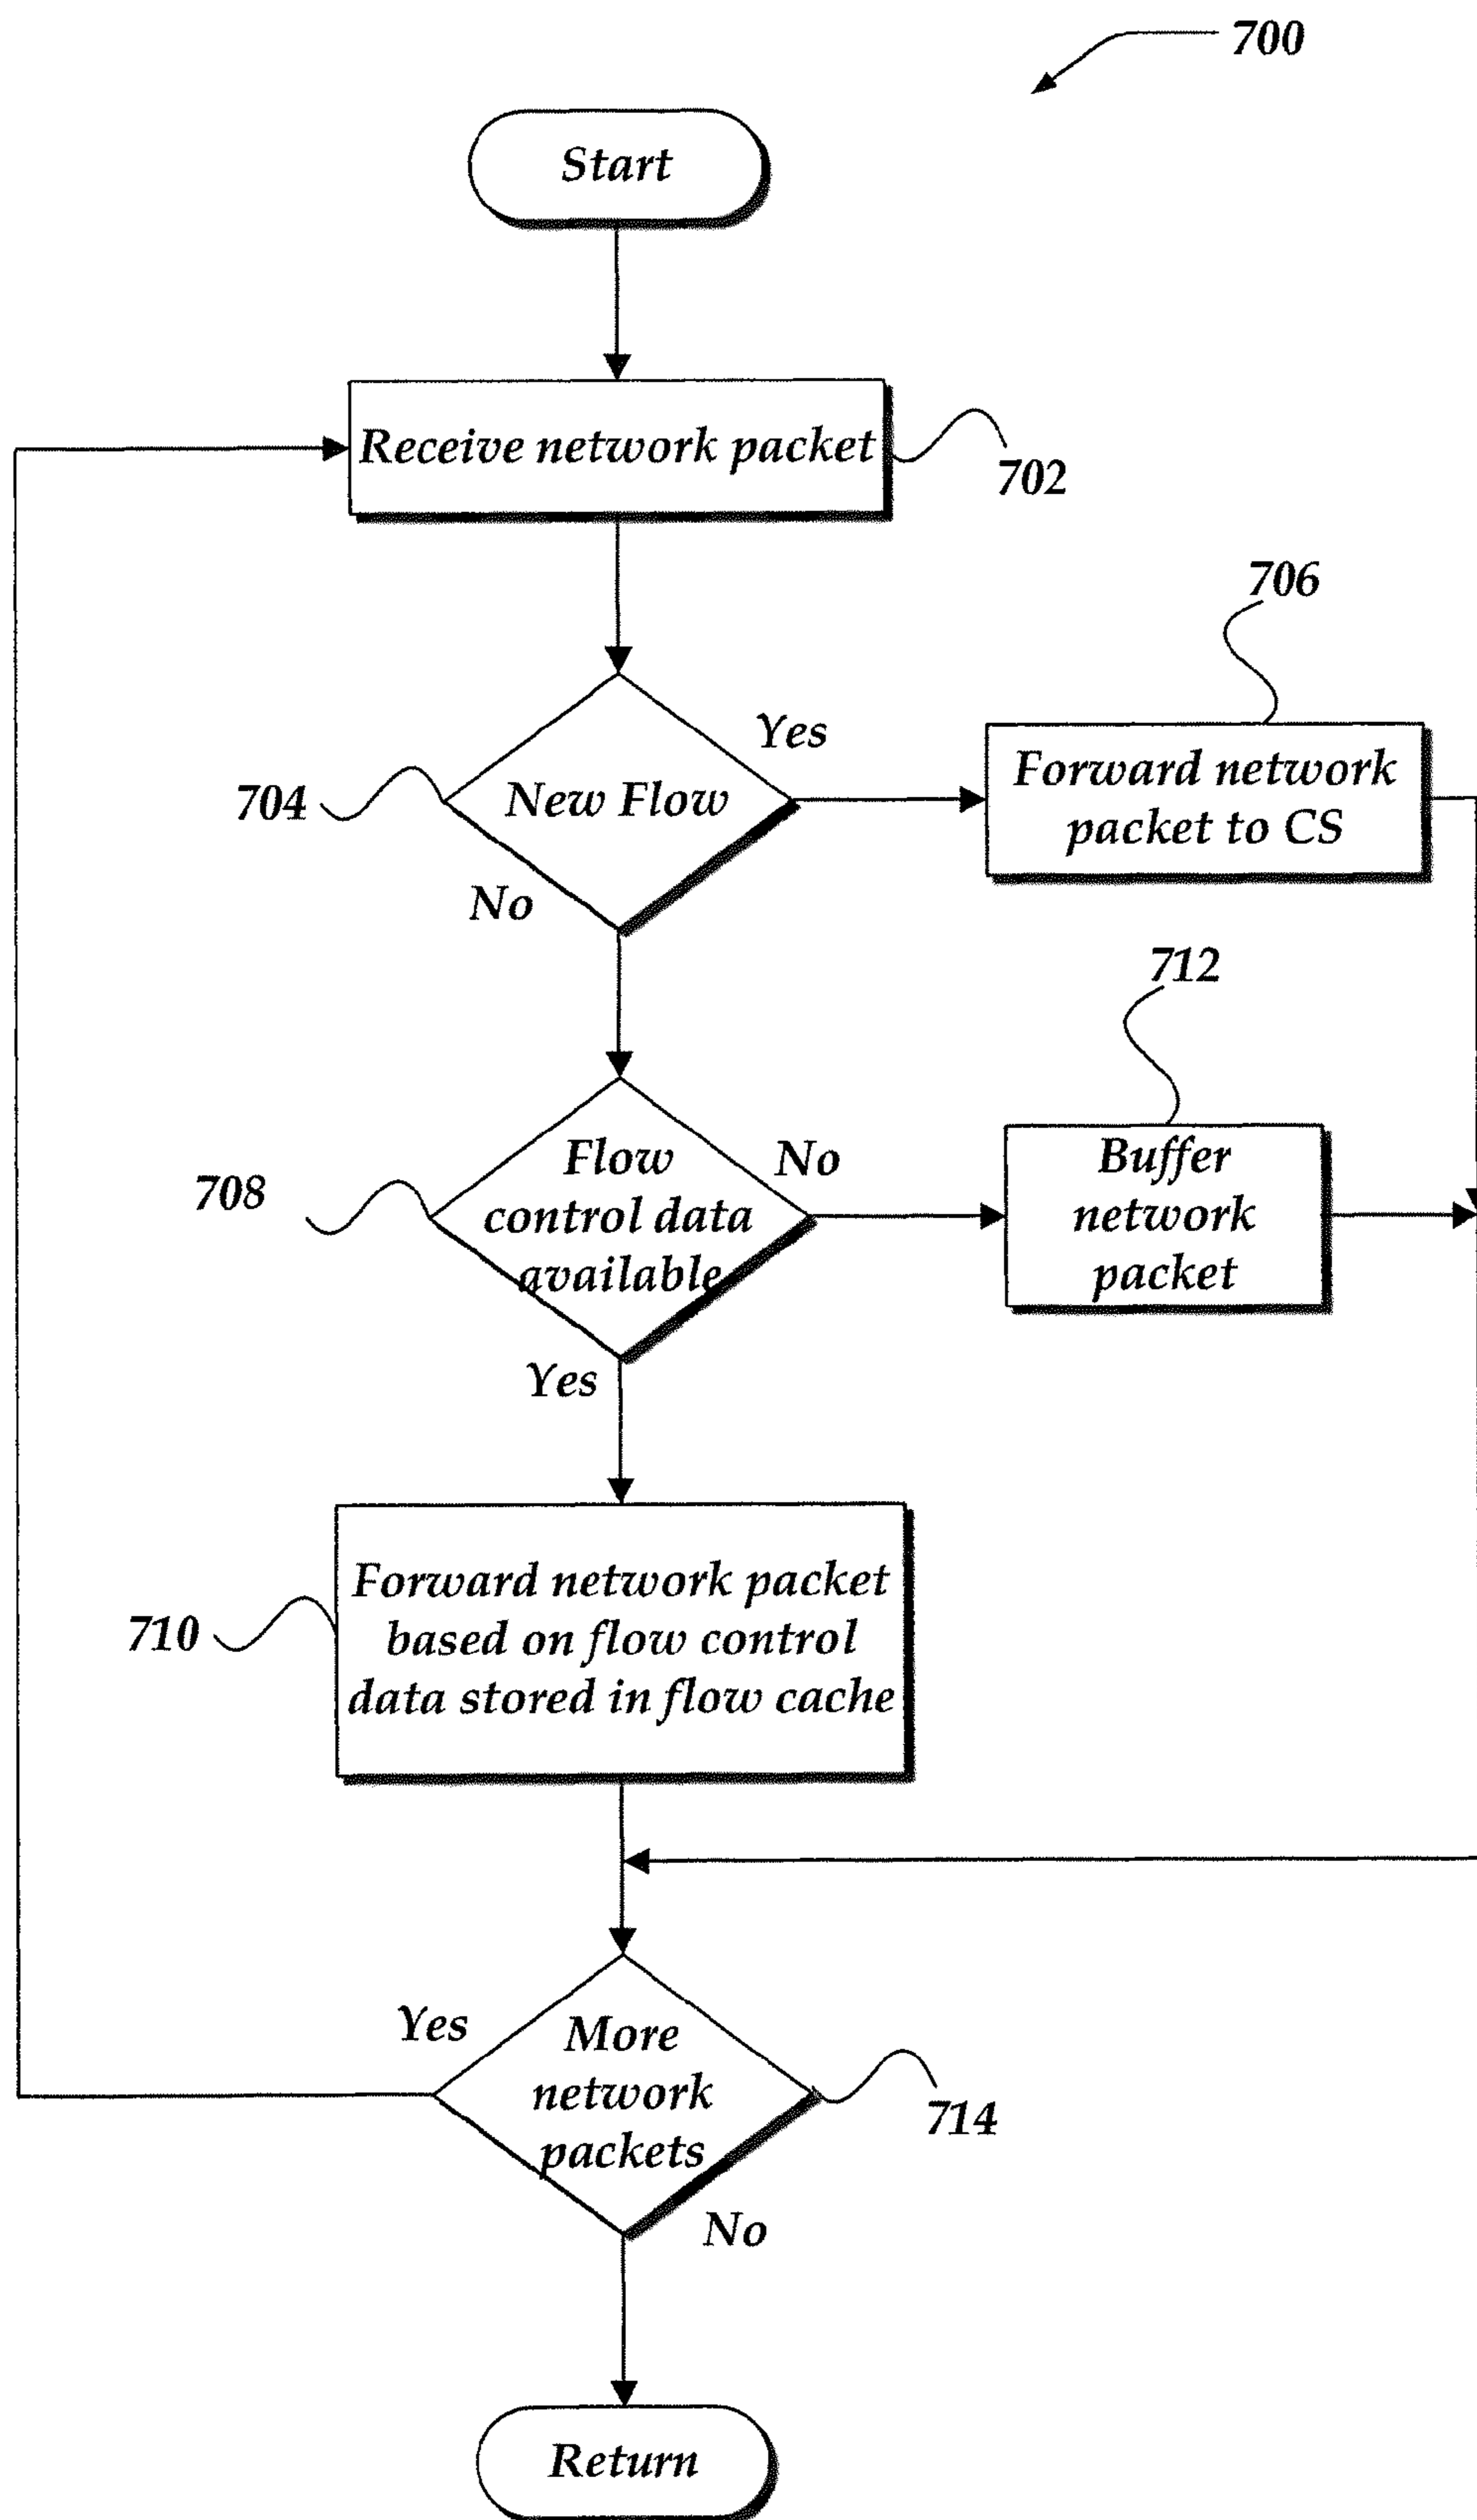 700
Start
Receive network packet
702
706
Yes
Forward network
packet to CS
704
New Flow
No
712
Flow
control data
available
No
708
Buffer
network
packet
Yes
Forward network packet
based on flow control
data stored in flow cache
710
Yes
More
network
packets
714
No
Return